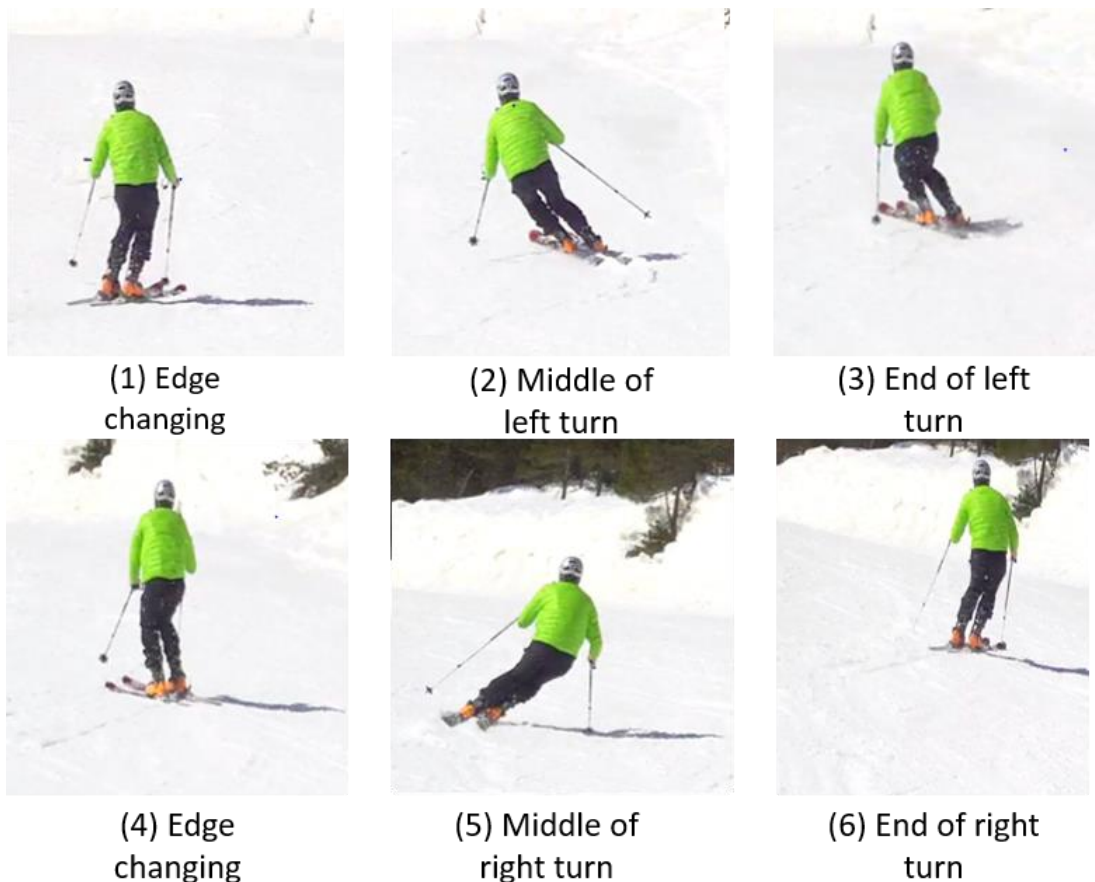 (1) Edge
changing
(2) Middle of
left turn
(3) End of left
turn
(4) Edge
changing
(5) Middle of
right turn
(6) End of right
turn